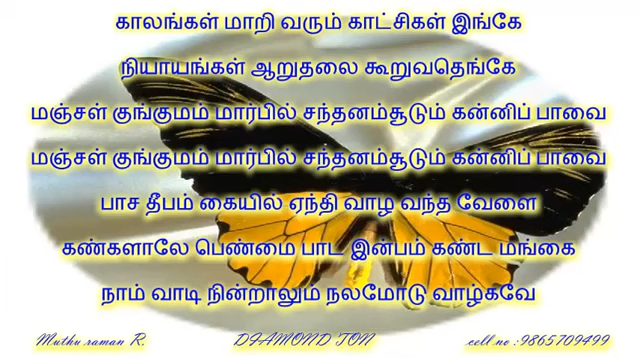 காலங்கள் மாறி வரும் காட்சிகள் இங்கே
நியாயங்கள் ஆறுதலை கூறுவதெங்கே
மஞ்சள் குங்குமம் மார்பில் சந்தனம்சூடும் கன்னிப் பாவை
மஞ்சள் குங்குமம் மார்பில் சந்தனம்சூடும் கன்னிப் பாவை
பாச தீபம் கையில் ஏந்தி வாழ வந்த வேளை
கண்களாலே பெண்மை பாட இன்பம் கண்ட மங்கை
நாம் வாடி நின்றாலும் நலமோடு வாழ்கவே
Muthu raman R. DIAMOND TON cell no :9865709499